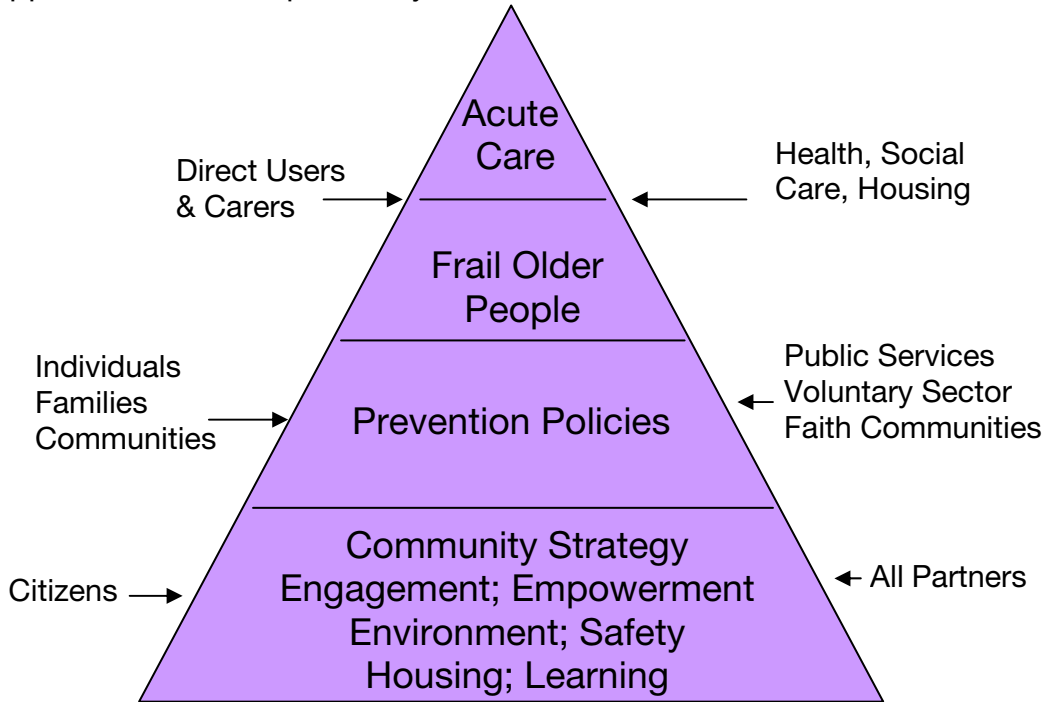 Acute
Care
Direct Users
& Carers
Health, Social
Care, Housing
Frail Older
People
Individuals
Families
Communities
Prevention Policies
Public Services
Voluntary Sector
Faith Communities
Citizens
Community Strategy
Engagement; Empowerment
Environment; Safety
Housing; Learning
All Partners